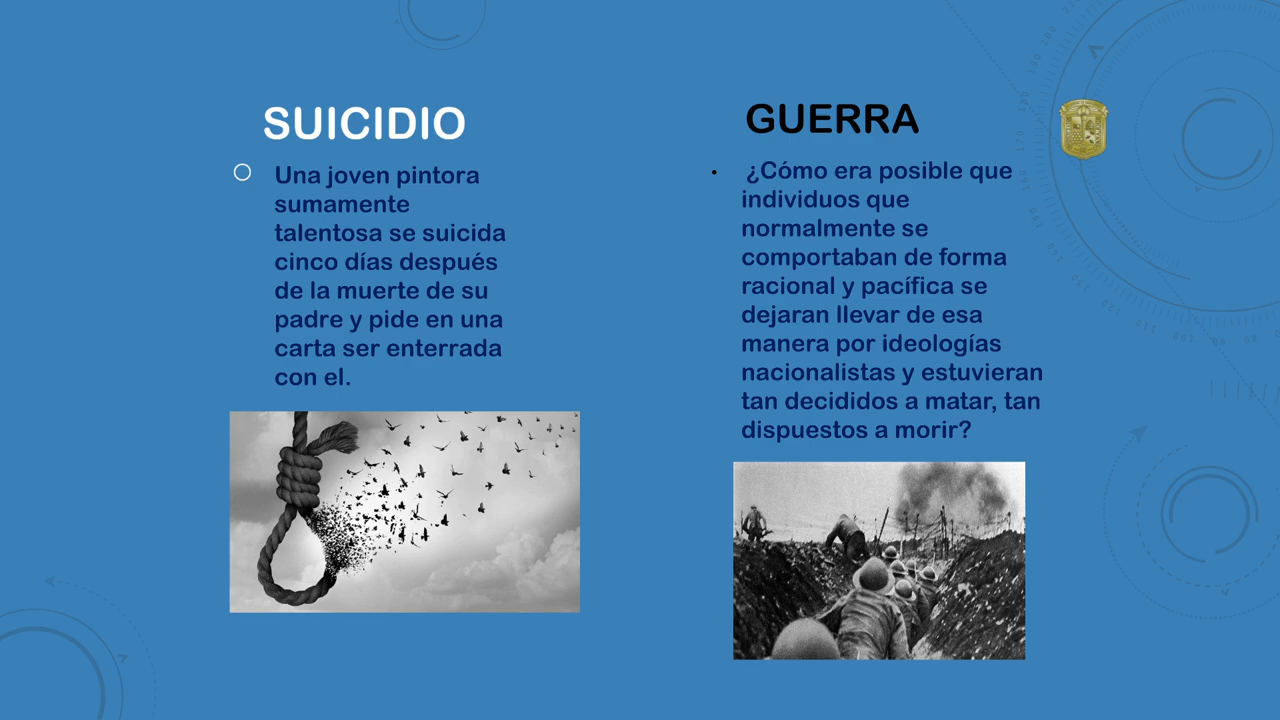 SUICIDIO
Una joven pintora
sumamente
talentosa se suicida
cinco días después
de la muerte de su
padre y pide en una
carta ser enterrada
con el.
GUERRA
¿Cómo era posible que
individuos que
normalmente se
comportaban de forma
racional y pacífica se
dejaran llevar de esa
manera por ideologías
nacionalistas y estuvieran
tan decididos a matar, tan
dispuestos a morir?